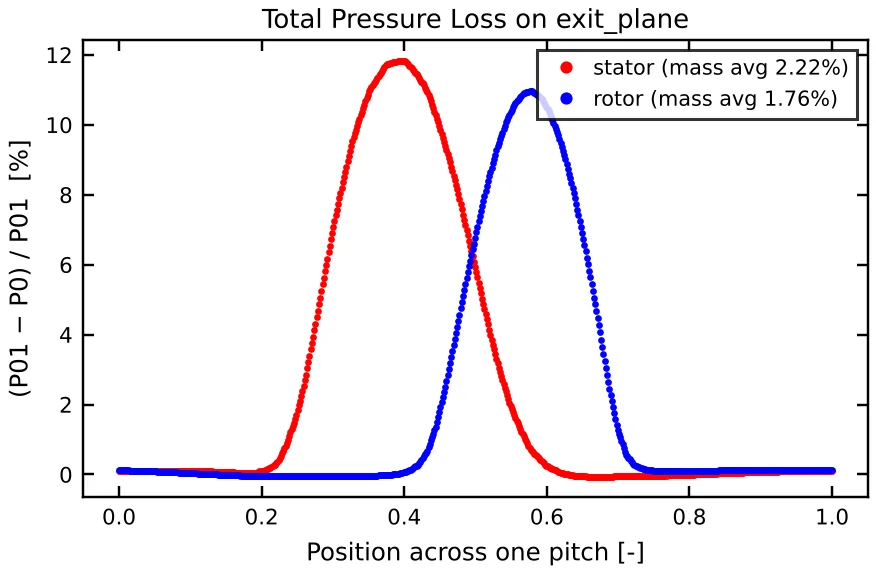 Total Pressure Loss on exit_plane
stator (mass avg 2.22%)
rotor (mass avg 1.76%)
(P01 − P0) / P01 [%]
12
10
8
6
4
2
0
0.0 0.2 0.4 0.6 0.8 1.0
Position across one pitch [-]